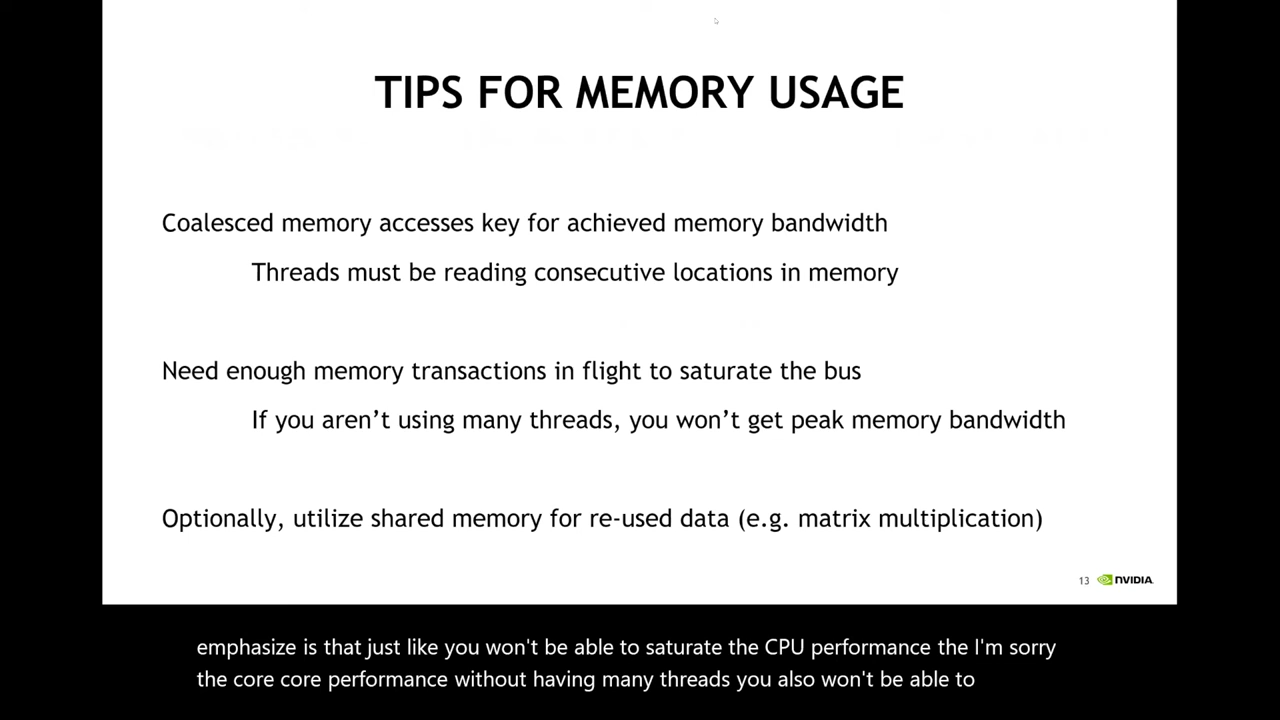 TIPS FOR MEMORY USAGE
Coalesced memory accesses key for achieved memory bandwidth
Threads must be reading consecutive locations in memory
Need enough memory transactions in flight to saturate the bus
If you aren’t using many threads, you won’t get peak memory bandwidth
Optionally, utilize shared memory for re-used data (e.g. matrix multiplication)
13 NVIDIA.
emphasize is that just like you won't be able to saturate the CPU performance the I'm sorry
the core core performance without having many threads you also won't be able to